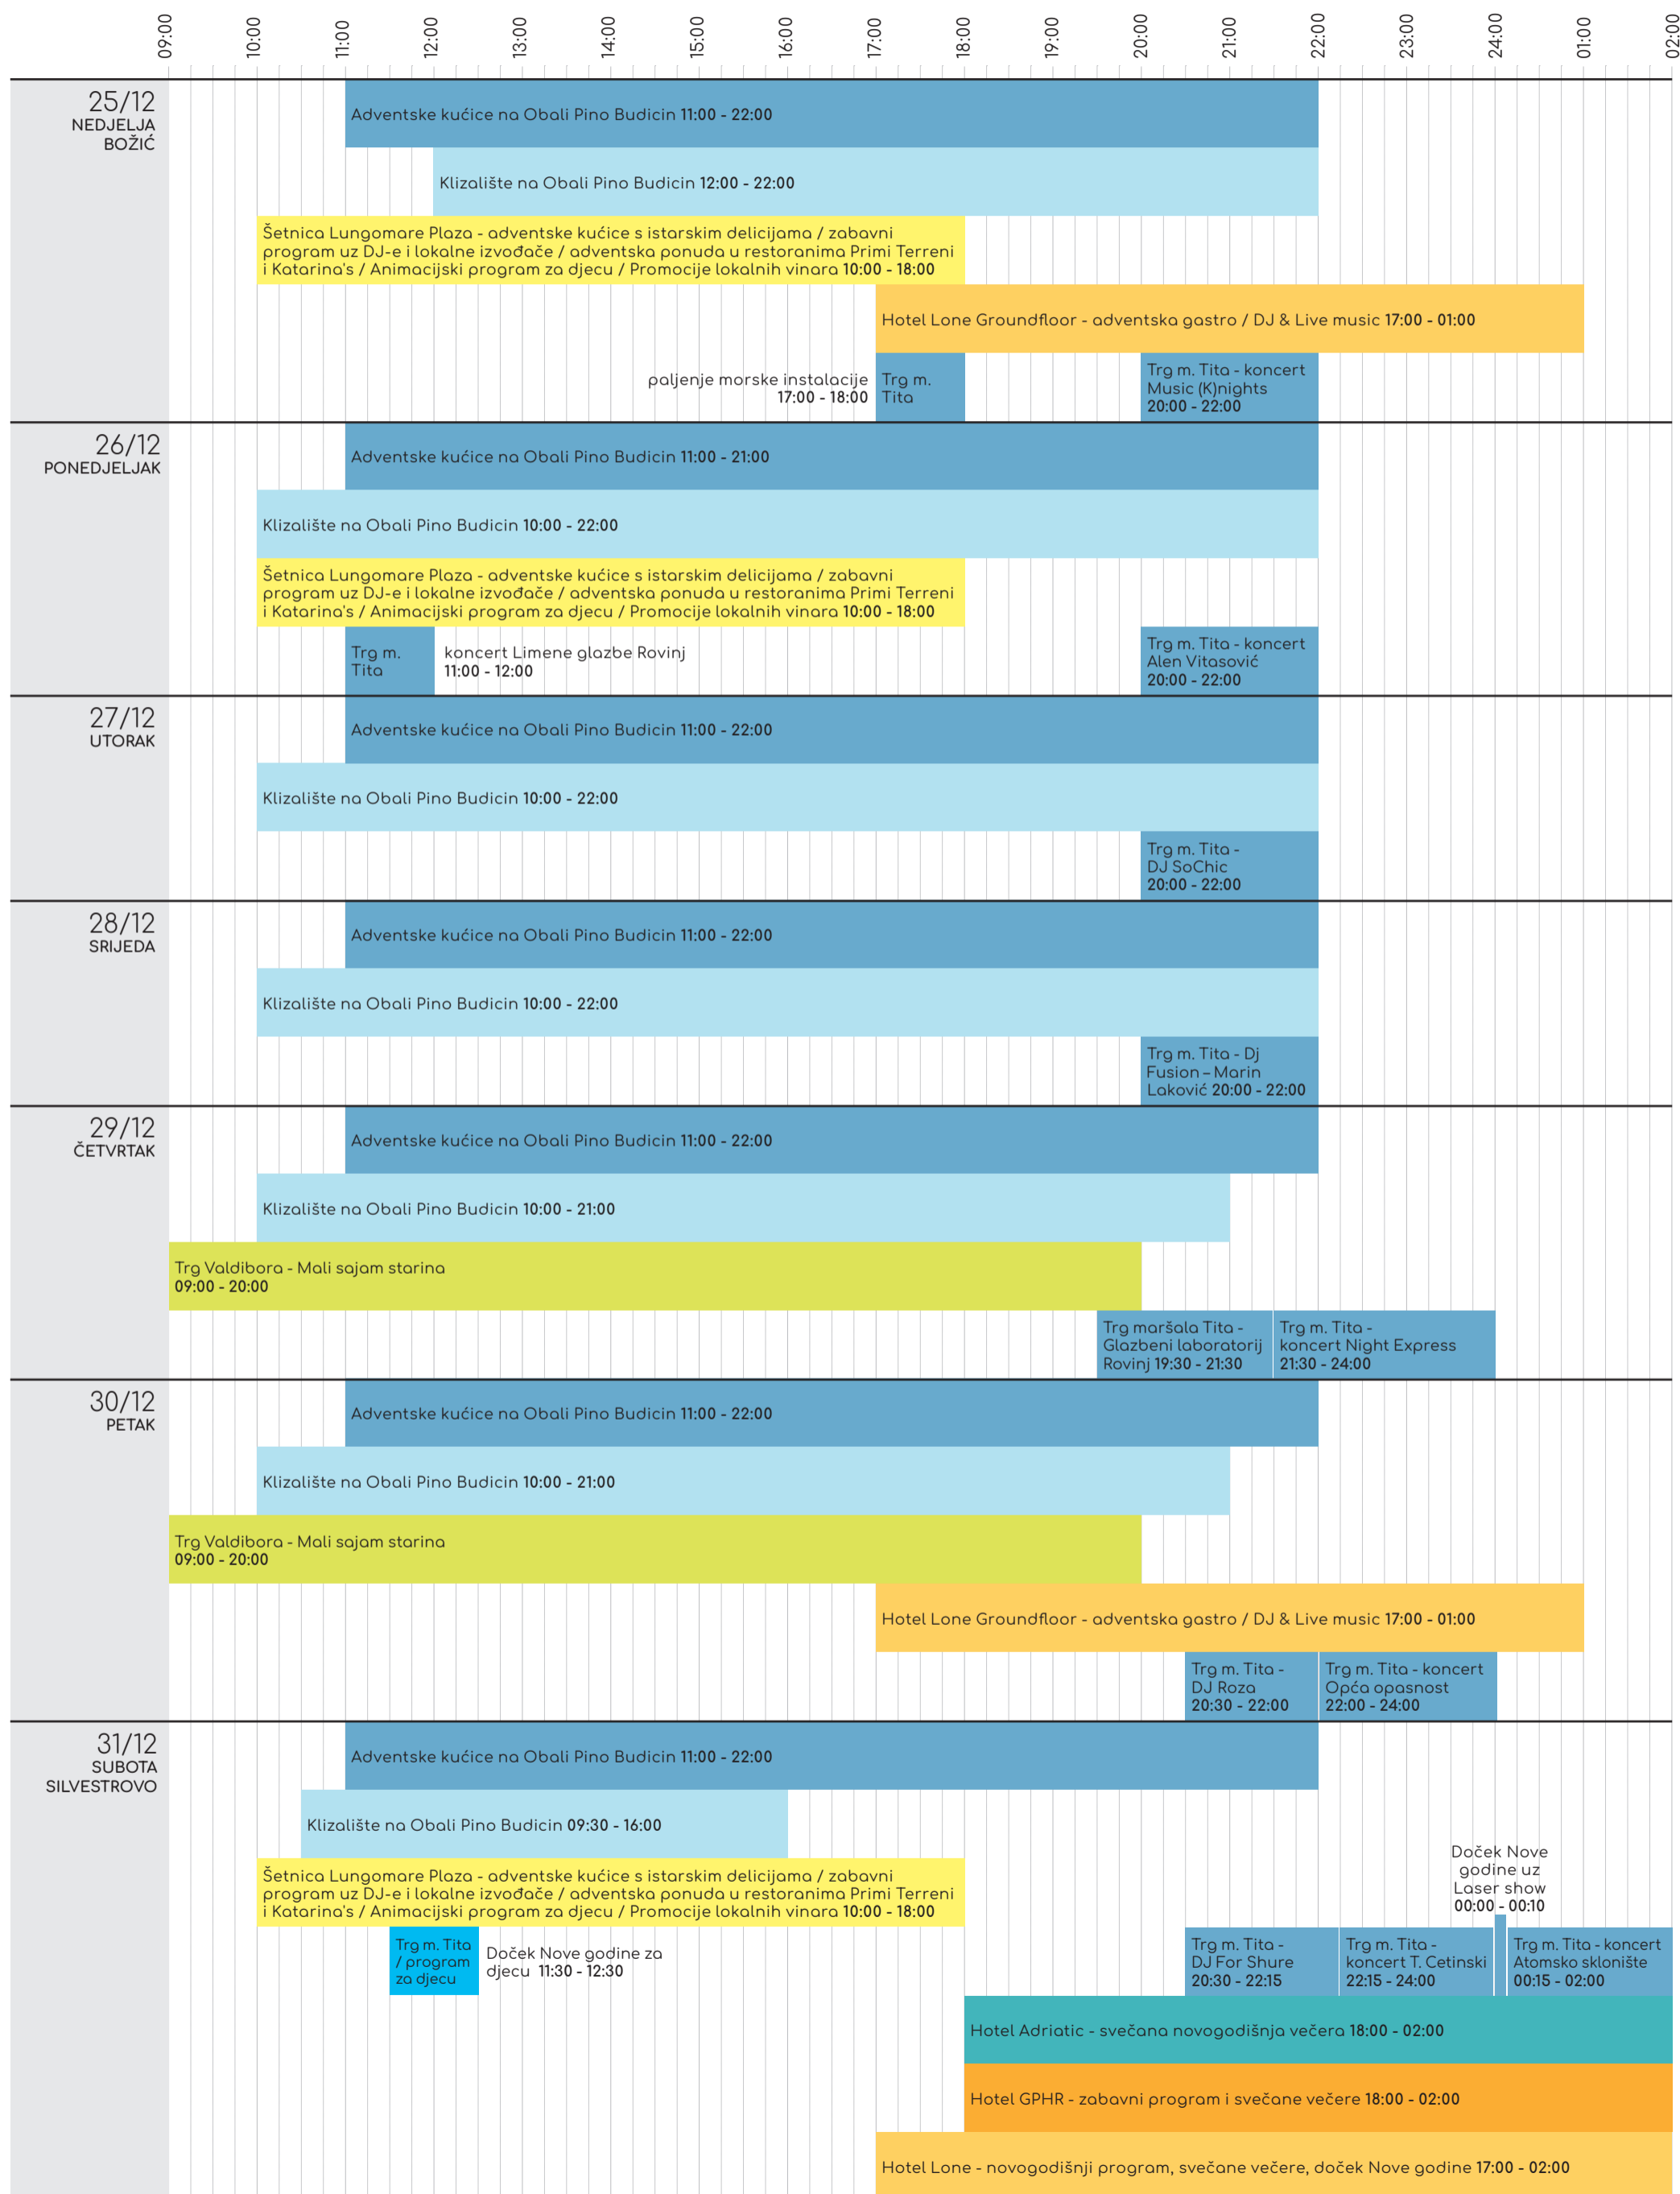 09:00
10:00
11:00
12:00
13:00
14:00
15:00
16:00
17:00
18:00
19:00
20:00
21:00
22:00
23:00
24:00
01:00
02:00
25/12
NEDJELJA
BOŽIĆ
Adventske kućice na Obali Pino Budicin 11:00 - 22:00
Klizalište na Obali Pino Budicin 12:00 - 22:00
Šetnica Lungomare Plaza - adventske kućice s istarskim delicijama / zabavni
program uz DJ-e i lokalne izvođače / adventska ponuda u restoranima Primi Terreni
i Katarina's / Animacijski program za djecu / Promocije lokalnih vinara 10:00 - 18:00
Hotel Lone Groundfloor - adventska gastro / DJ & Live music 17:00 - 01:00
paljenje morske instalacije
17:00 - 18:00
Trg m.
Tita
Trg m. Tita - koncert
Music (K)nights
20:00 - 22:00
26/12
PONEDJELJAK
Adventske kućice na Obali Pino Budicin 11:00 - 21:00
Klizalište na Obali Pino Budicin 10:00 - 22:00
Šetnica Lungomare Plaza - adventske kućice s istarskim delicijama / zabavni
program uz DJ-e i lokalne izvođače / adventska ponuda u restoranima Primi Terreni
i Katarina's / Animacijski program za djecu / Promocije lokalnih vinara 10:00 - 18:00
Trg m.
Tita
koncert Limene glazbe Rovinj
11:00 - 12:00
Trg m. Tita - koncert
Alen Vitasović
20:00 - 22:00
27/12
UTORAK
Adventske kućice na Obali Pino Budicin 11:00 - 22:00
Klizalište na Obali Pino Budicin 10:00 - 22:00
Trg m. Tita -
DJ SoChic
20:00 - 22:00
28/12
SRIJEDA
Adventske kućice na Obali Pino Budicin 11:00 - 22:00
Klizalište na Obali Pino Budicin 10:00 - 22:00
Trg m. Tita - Dj
Fusion – Marin
Laković 20:00 - 22:00
29/12
ČETVRTAK
Adventske kućice na Obali Pino Budicin 11:00 - 22:00
Klizalište na Obali Pino Budicin 10:00 - 21:00
Trg Valdibora - Mali sajam starina
09:00 - 20:00
Trg maršala Tita -
Glazbeni laboratorij
Rovinj 19:30 - 21:30
Trg m. Tita -
koncert Night Express
21:30 - 24:00
30/12
PETAK
Adventske kućice na Obali Pino Budicin 11:00 - 22:00
Klizalište na Obali Pino Budicin 10:00 - 21:00
Trg Valdibora - Mali sajam starina
09:00 - 20:00
Hotel Lone Groundfloor - adventska gastro / DJ & Live music 17:00 - 01:00
Trg m. Tita -
DJ Roza
20:30 - 22:00
Trg m. Tita - koncert
Opća opasnost
22:00 - 24:00
31/12
SUBOTA
SILVESTROVO
Adventske kućice na Obali Pino Budicin 11:00 - 22:00
Klizalište na Obali Pino Budicin 09:30 - 16:00
Šetnica Lungomare Plaza - adventske kućice s istarskim delicijama / zabavni
program uz DJ-e i lokalne izvođače / adventska ponuda u restoranima Primi Terreni
i Katarina's / Animacijski program za djecu / Promocije lokalnih vinara 10:00 - 18:00
Doček Nove
godine uz
Laser show
00:00 - 00:10
Trg m. Tita
/ program
za djecu
Doček Nove godine za
djecu 11:30 - 12:30
Trg m. Tita -
DJ For Shure
20:30 - 22:15
Trg m. Tita -
koncert T. Cetinski
22:15 - 24:00
Trg m. Tita - koncert
Atomsko sklonište
00:15 - 02:00
Hotel Adriatic - svečana novogodišnja večera 18:00 - 02:00
Hotel GPHR - zabavni program i svečane večere 18:00 - 02:00
Hotel Lone - novogodišnji program, svečane večere, doček Nove godine 17:00 - 02:00